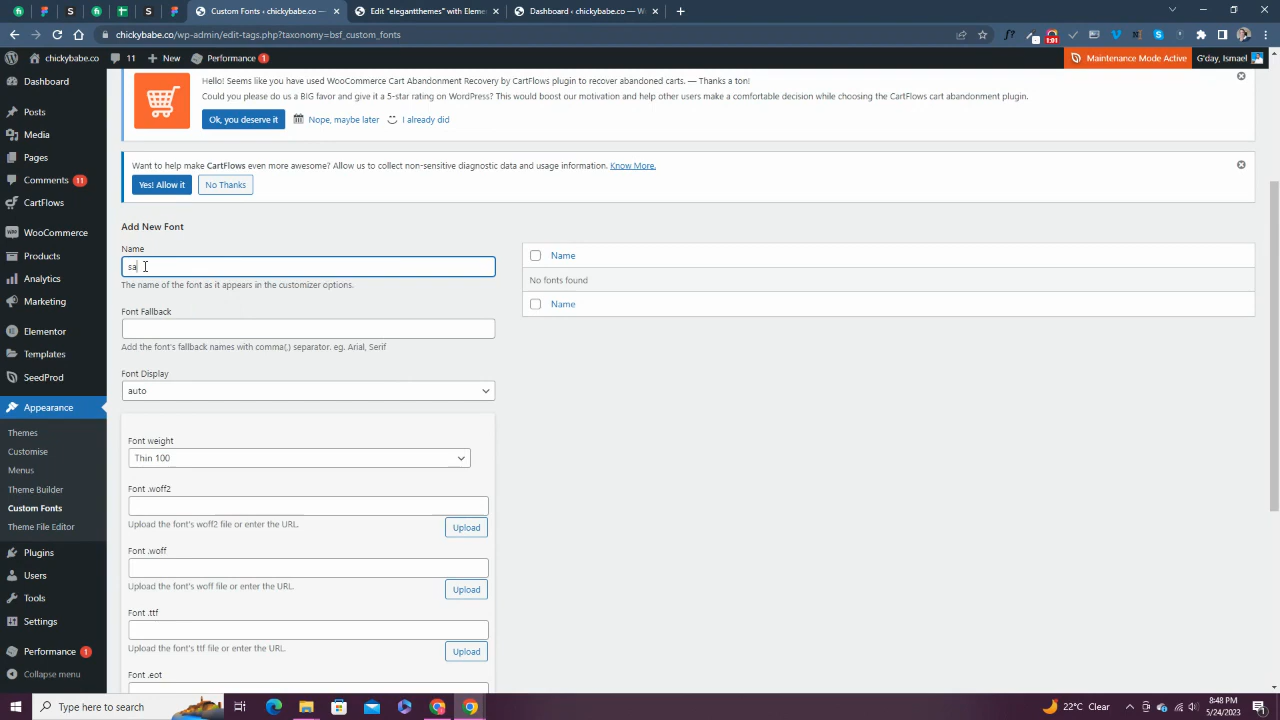 Custom Fonts ‹ chickybabe.co —
Edit "elegantthemes" with Elemen
Dashboard ‹ chickybabe.co — W
chickybabe.co/wp-admin/edit-tags.php?taxonomy=bsf_custom_fonts
chickybabe.co
11
New
Performance 1
Maintenance Mode Active
G'day, Ismael
Dashboard
Posts
Media
Pages
Comments 11
CartFlows
WooCommerce
Products
Analytics
Marketing
Elementor
Templates
SeedProd
Appearance
Themes
Customise
Menus
Theme Builder
Custom Fonts
Theme File Editor
Plugins
Users
Tools
Settings
Performance 1
Collapse menu
Hello! Seems like you have used WooCommerce Cart Abandonment Recovery by CartFlows plugin to recover abandoned carts. — Thanks a ton!
Could you please do us a BIG favor and give it a 5-star rating on WordPress? This would boost our motivation and help other users make a comfortable decision while choosing the CartFlows cart abandonment plugin.
Ok, you deserve it
Nope, maybe later
I already did
Want to help make CartFlows even more awesome? Allow us to collect non-sensitive diagnostic data and usage information. Know More.
Yes! Allow it
No Thanks
Add New Font
Name
sa
The name of the font as it appears in the customizer options.
Font Fallback
Add the font's fallback names with comma(,) separator. eg. Arial, Serif
Font Display
auto
Font weight
Thin 100
Font .woff2
Upload the font's woff2 file or enter the URL.
Upload
Font .woff
Upload the font's woff file or enter the URL.
Upload
Font .ttf
Upload the font's ttf file or enter the URL.
Upload
Font .eot
Name
No fonts found
Name
Type here to search
22°C Clear
8:48 PM
5/24/2023